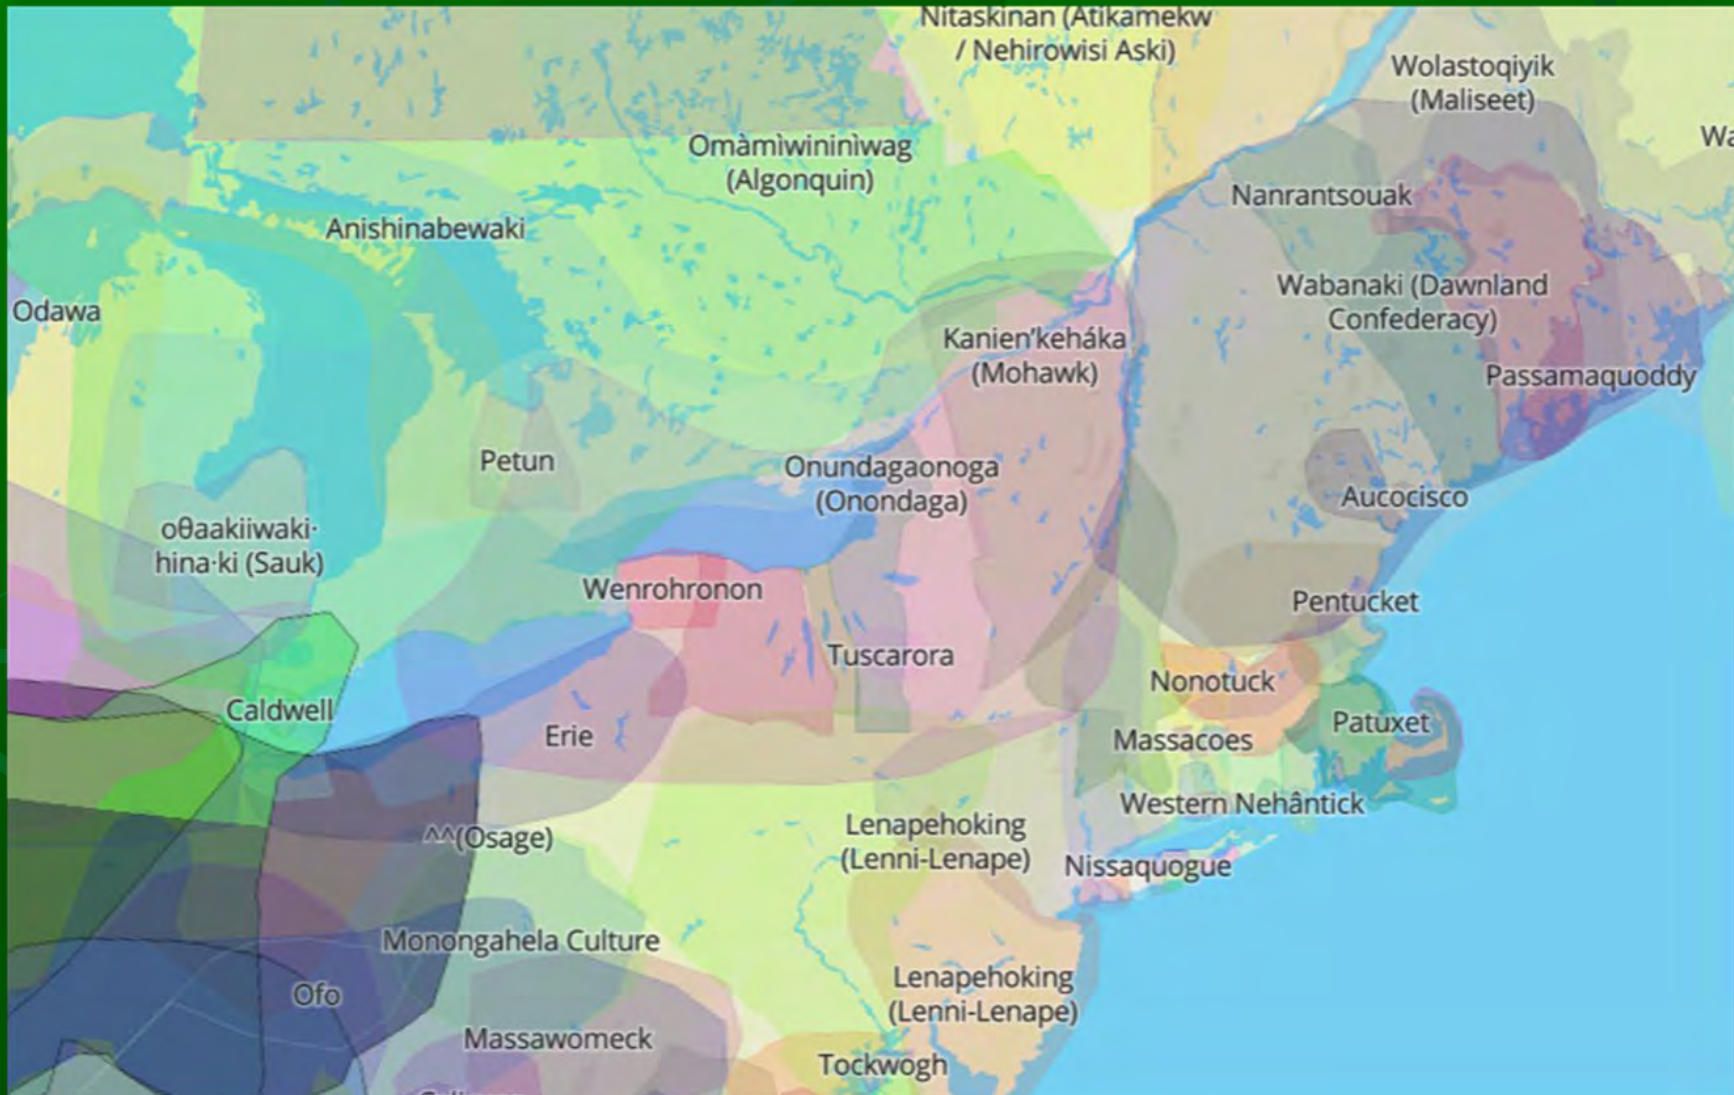 Nitaskinan (Atikamekw
/ Nehirowisi Aski)
Wolastoqiyik
(Maliseet)
Omàmìwininìwag
(Algonquin)
Nanrantsouak
Anishinabewaki
Odawa
Wabanaki (Dawnland
Confederacy)
Kanien'kehá:ka
(Mohawk)
Passamaquoddy
Petun
Onundagaonoga
(Onondaga)
Aucocisco
oθaakiiwaki·
hina·ki (Sauk)
Wenrohronon
Pentucket
Tuscarora
Nonotuck
Caldwell
Patuxet
Erie
Massacoes
Western Nehântick
^^(Osage)
Lenapehoking
(Lenni-Lenape)
Nissaquogue
Monongahela Culture
Ofo
Lenapehoking
(Lenni-Lenape)
Massawomeck
Tockwogh